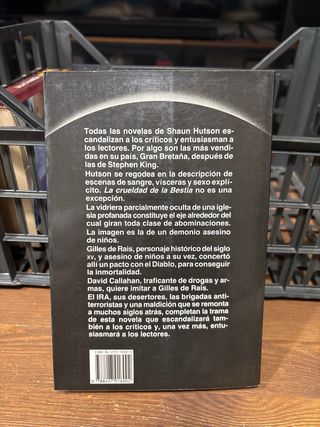 Todas las novelas de Shaun Hutson es-
candalizan a los críticos y entusiasman a
los lectores. Por algo son las más vendi-
das en su país, Gran Bretaña, después de
las de Stephen King.
Hutson se regodea en la descripción de
escenas de sangre, vísceras y sexo explí-
cito. La crueldad de la Bestia no es una
excepción.
La vidriera parcialmente oculta de una igle-
sia profanada constituye el eje alrededor del
cual giran toda clase de abominaciones.
La imagen es la de un demonio asesino
de niños.
Gilles de Rais, personaje histórico del siglo
XV, y asesino de niños a su vez, concertó
allí un pacto con el Diablo, para conseguir
la inmortalidad.
David Callahan, traficante de drogas y ar-
mas, quiere imitar a Gilles de Rais.
El IRA, sus desertores, las brigadas anti-
terroristas y una maldición que se remonta
a muchos siglos atrás, completan la trama
de esta novela que escandalizará tam-
bién a los críticos y, una vez más, entu-
siasmará a los lectores.